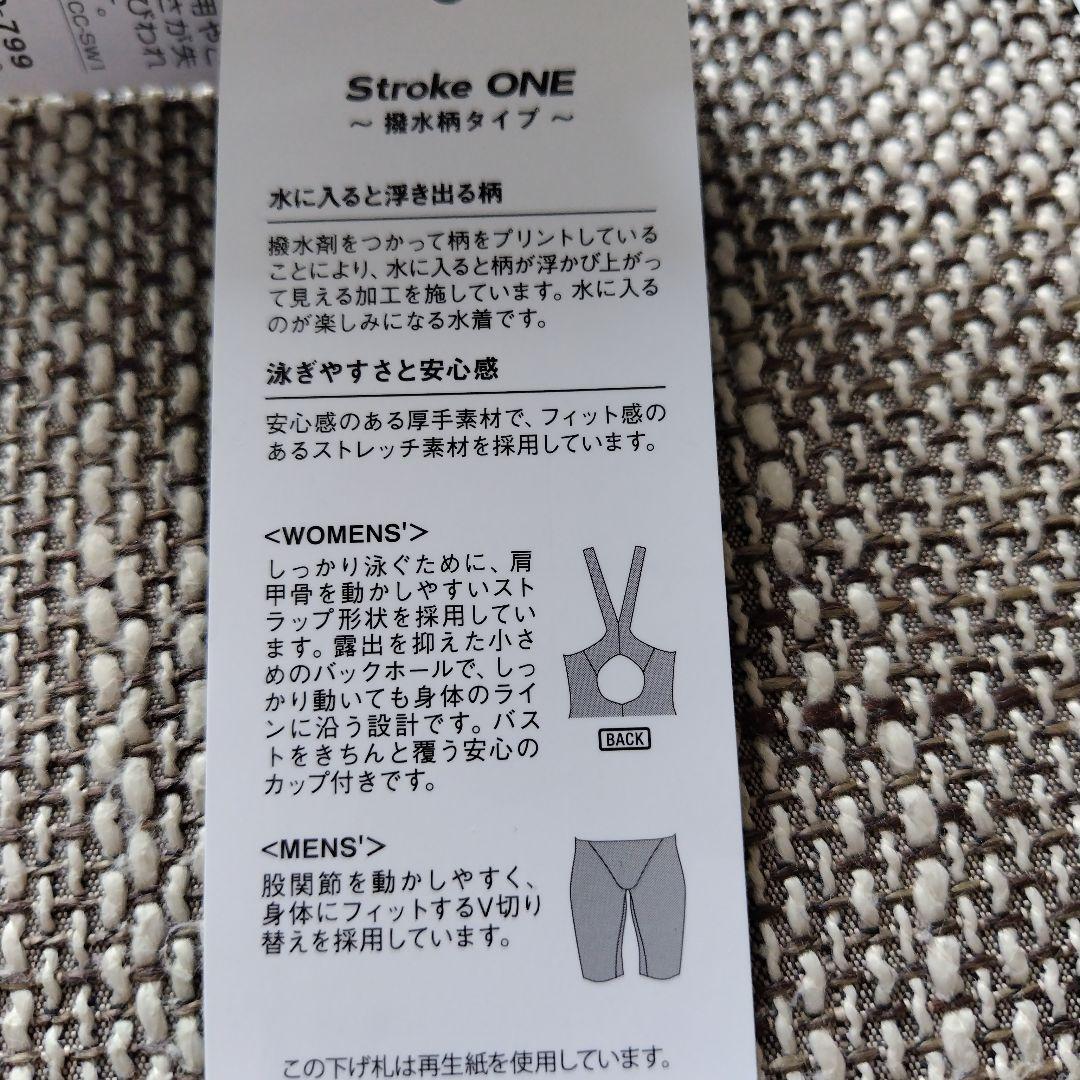 Stroke ONE
～ 撥水柄タイプ ～
水に入ると浮き出る柄
撥水剤をつかって柄をプリントしている
ことにより、水に入ると柄が浮かび上がっ
て見える加工を施しています。水に入る
のが楽しみになる水着です。
泳ぎやすさと安心感
安心感のある厚手素材で、フィット感の
あるストレッチ素材を採用しています。
<WOMENS'>
しっかり泳ぐために、肩
甲骨を動かしやすいスト
ラップ形状を採用してい
ます。露出を抑えた小さ
めのバックホールで、しっ
かり動いても身体のライ
ンに沿う設計です。バス
トをきちんと覆う安心の
カップ付きです。
BACK
<MENS'>
股関節を動かしやすく、
身体にフィットするV切り
替えを採用しています。
この下げ札は再生紙を使用しています。